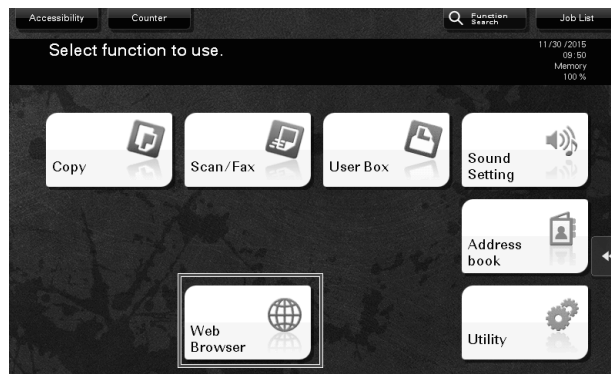 Accessibility
Counter
Function
Search
Job List
Select function to use.
11/30 /2015
09:50
Memory
100 %
Copy
Scan/Fax
User Box
Sound
Setting
Address
book
Web
Browser
Utility